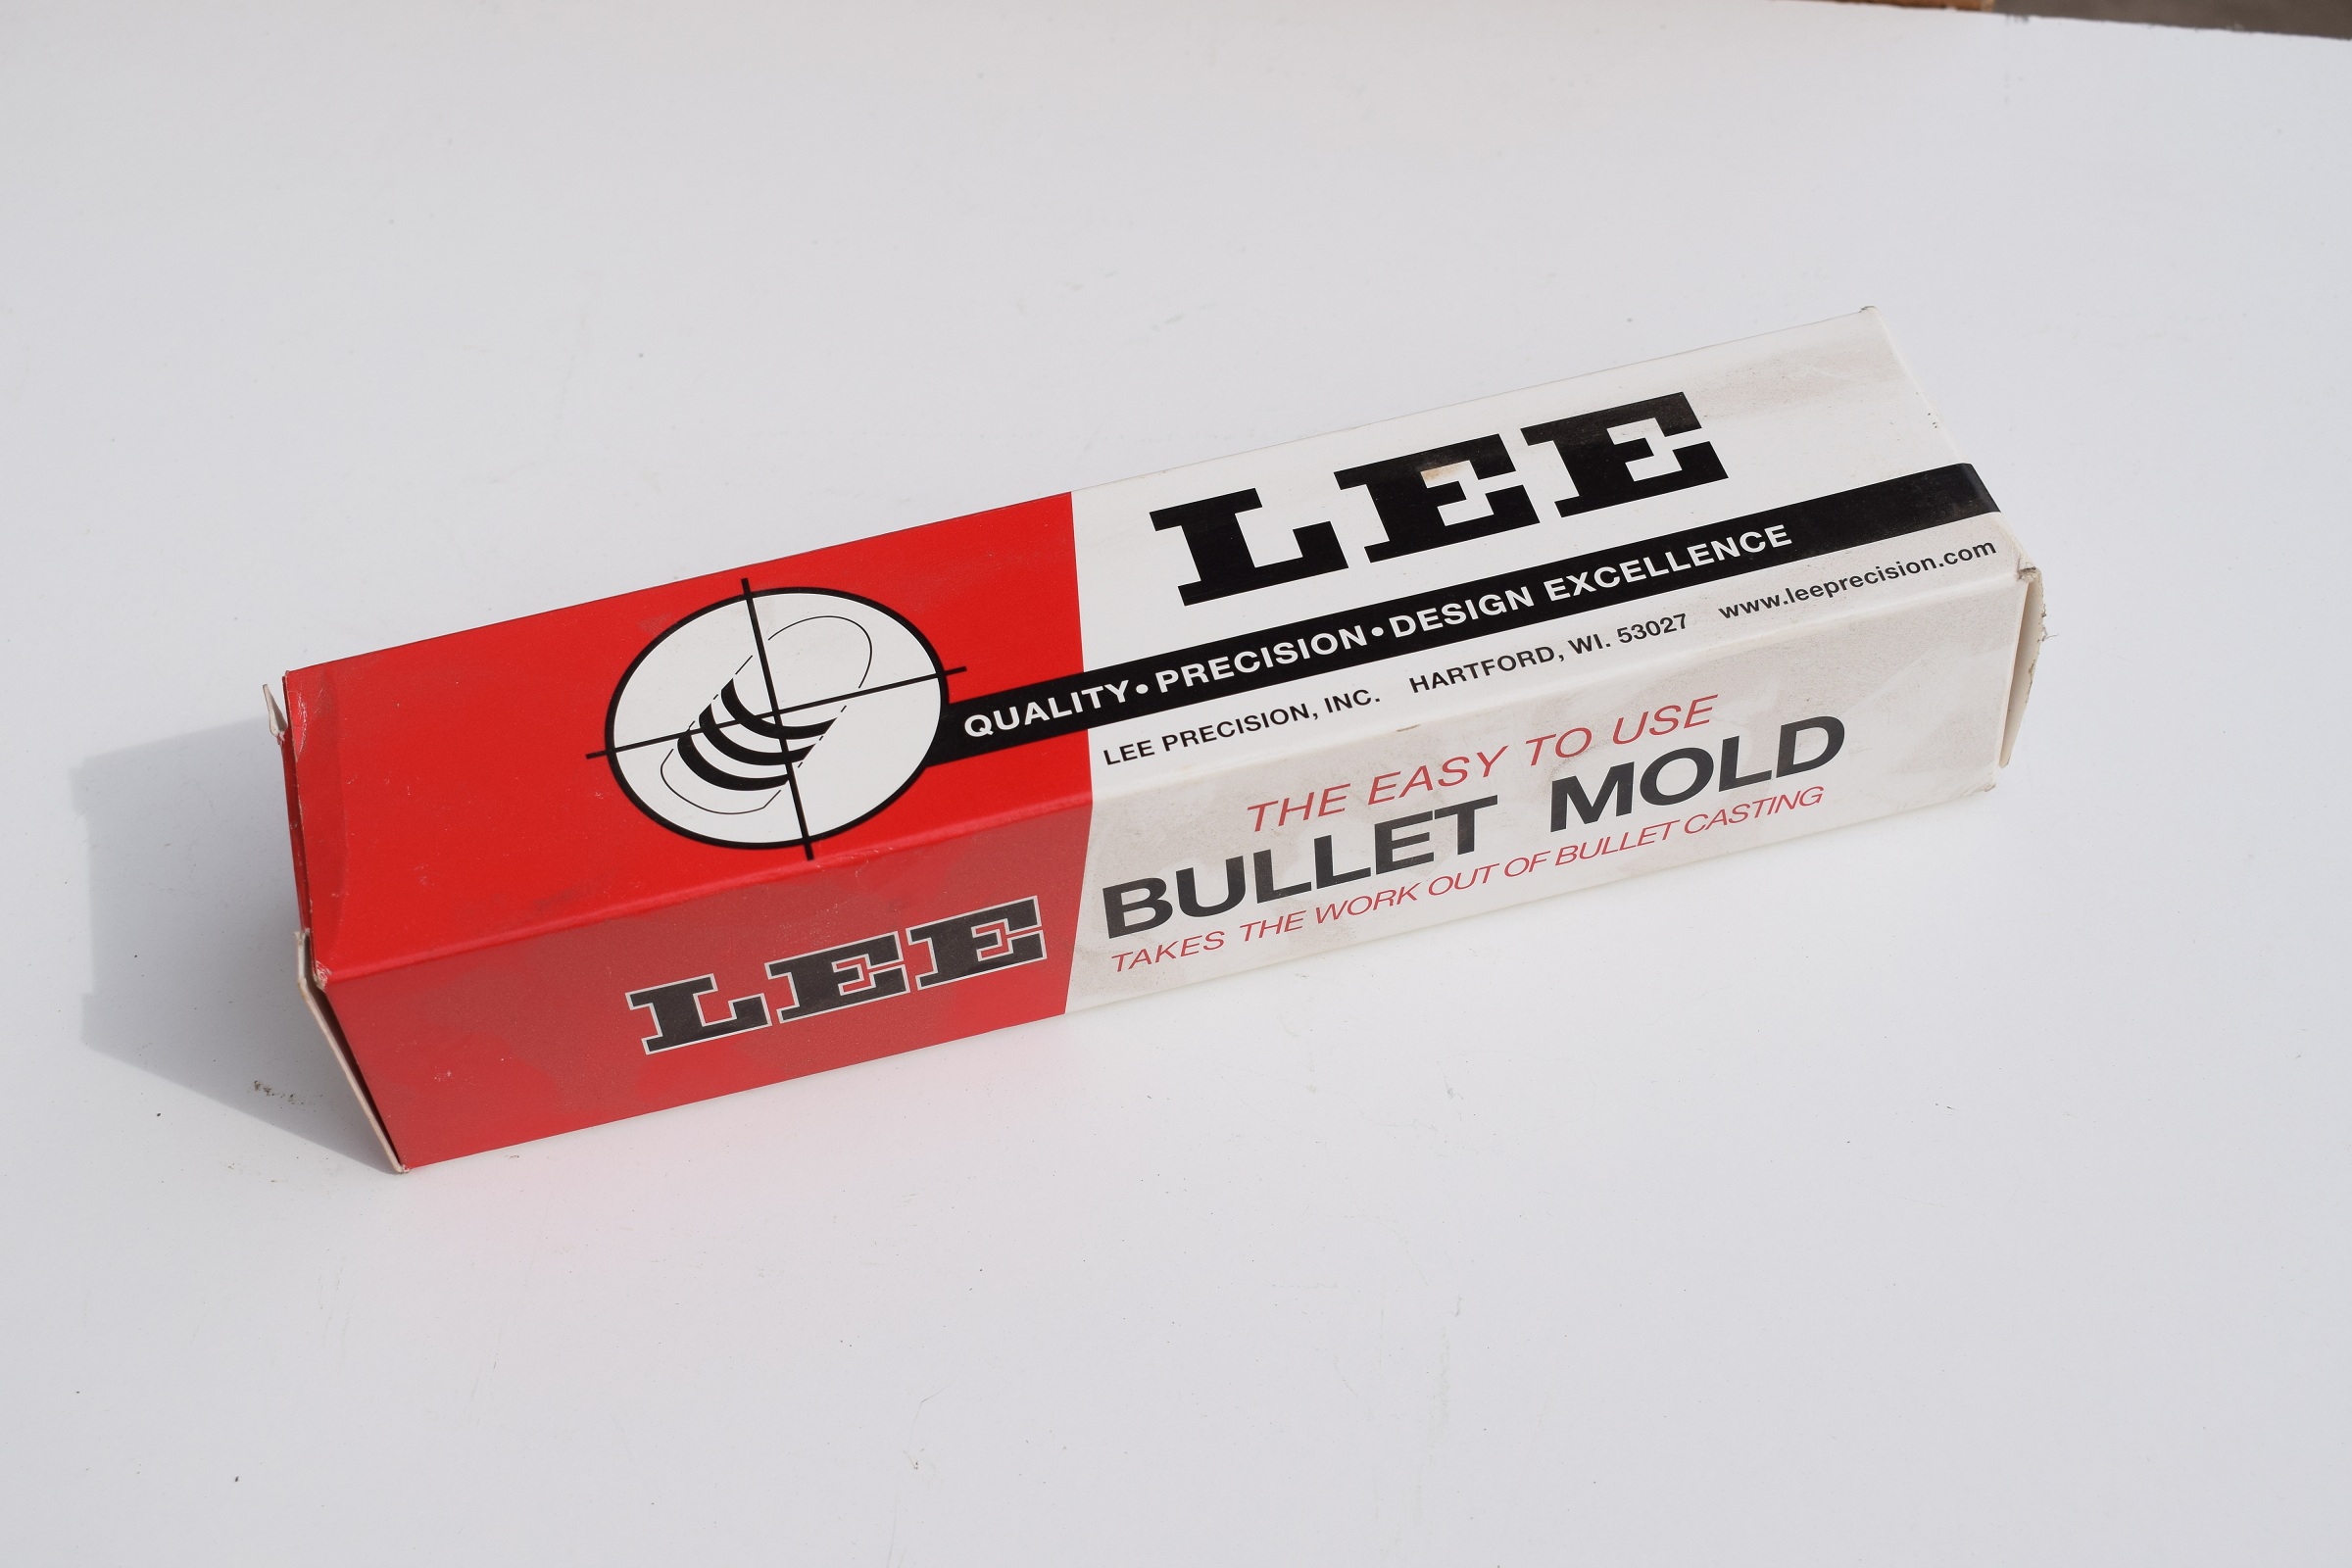 LEE
QUALITY • PRECISION • DESIGN EXCELLENCE
LEE PRECISION, INC. HARTFORD, WI. 53027 www.leeprecision.com
LEE
THE EASY TO USE
BULLET MOLD
TAKES THE WORK OUT OF BULLET CASTING